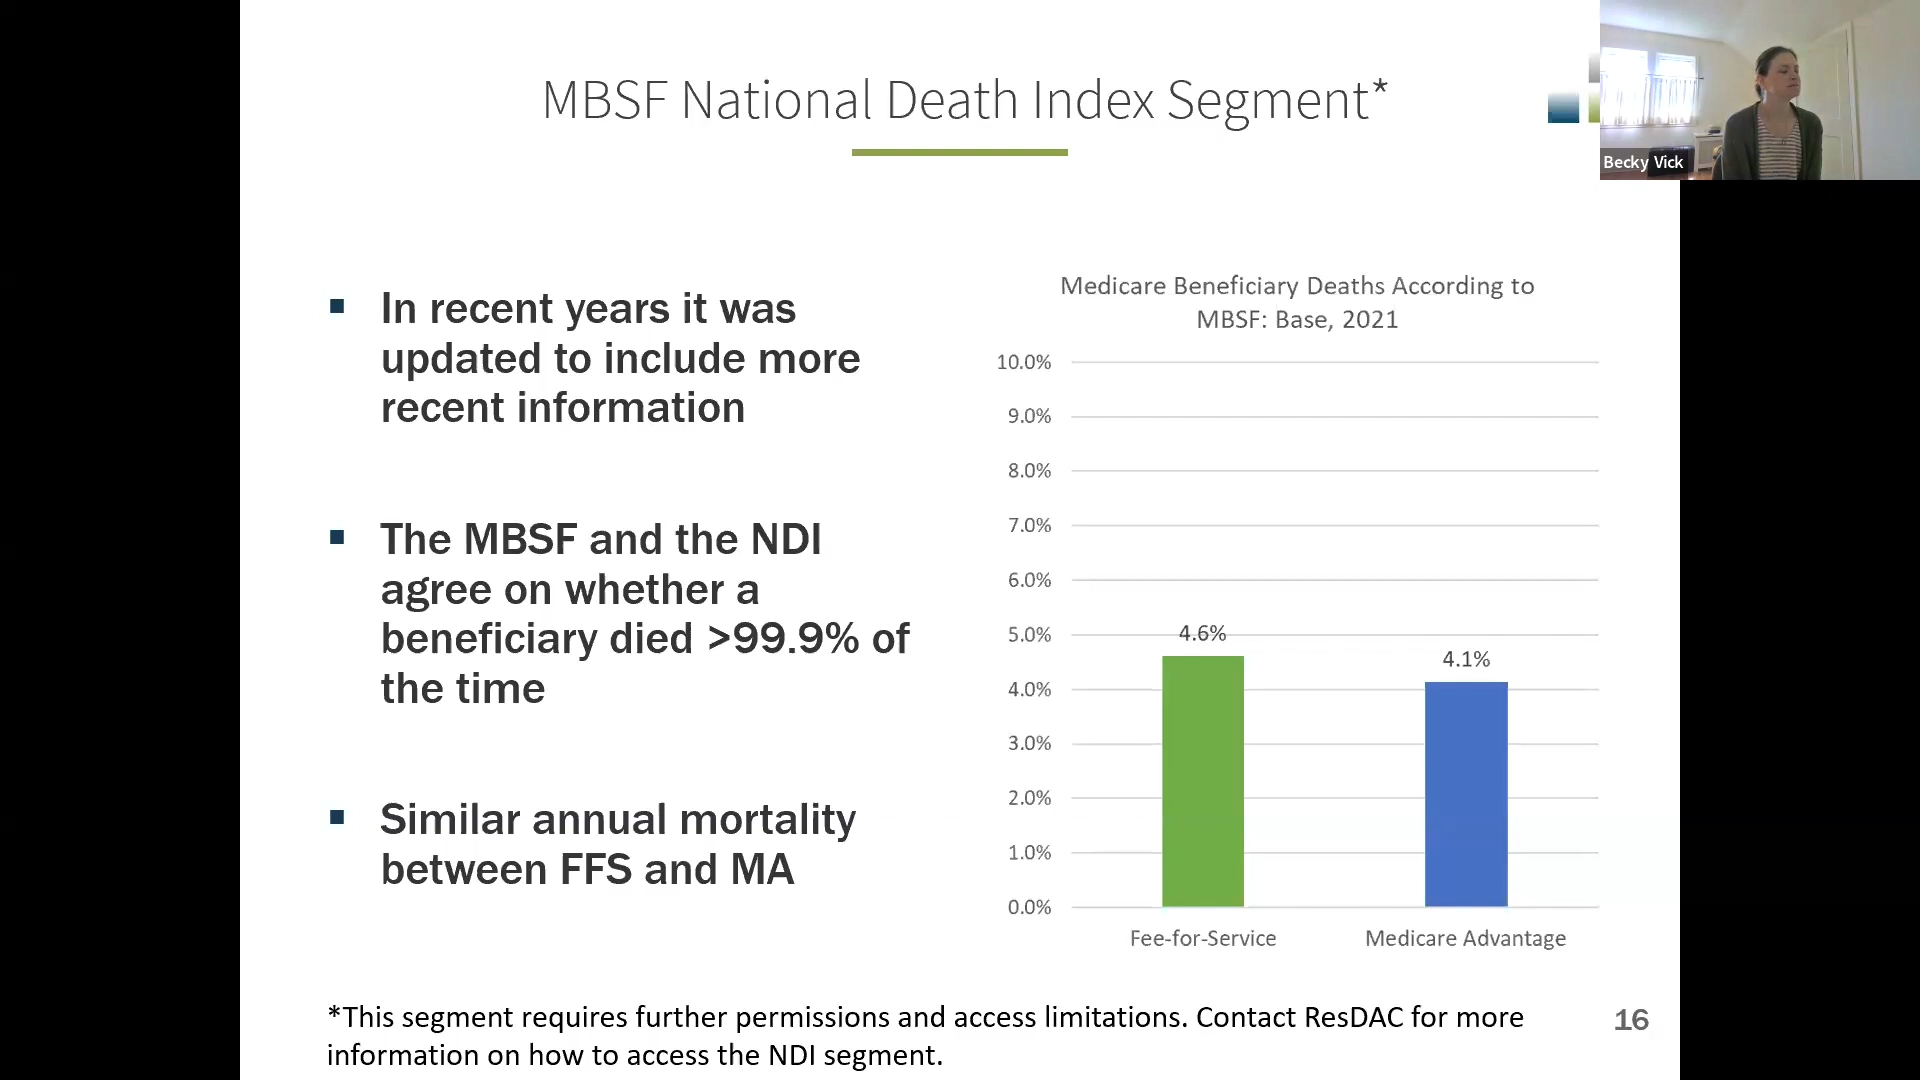 MBSF National Death Index Segment*
Becky Vick
In recent years it was
updated to include more
recent information
The MBSF and the NDI
agree on whether a
beneficiary died >99.9% of
the time
Similar annual mortality
between FFS and MA
Medicare Beneficiary Deaths According to
MBSF: Base, 2021
10.0%
9.0%
8.0%
7.0%
6.0%
5.0%
4.0%
3.0%
2.0%
1.0%
0.0%
4.6%
4.1%
Fee-for-Service
Medicare Advantage
*This segment requires further permissions and access limitations. Contact ResDAC for more
information on how to access the NDI segment.
16